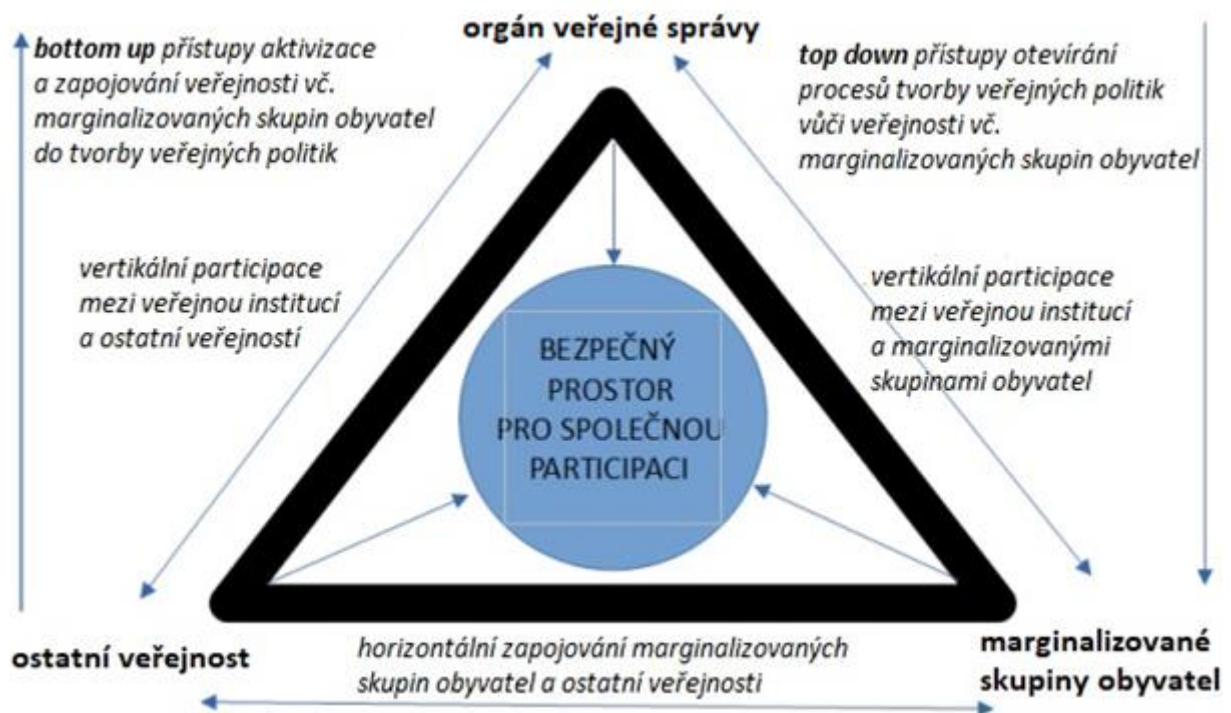 orgán veřejné správy
bottom up přístupy aktivizace
a zapojování veřejnosti vč.
marginalizovaných skupin obyvatel
do tvorby veřejných politik
top down přístupy otevírání
procesů tvorby veřejných politik
vůči veřejnosti vč.
marginalizovaných skupin obyvatel
vertikální participace
mezi veřejnou institucí
a ostatní veřejností
vertikální participace
mezi veřejnou institucí
a marginalizovanými
skupinami obyvatel
BEZPEČNÝ
PROSTOR
PRO SPOLEČNOU
PARTICIPACI
ostatní veřejnost
horizontální zapojování marginalizovaných
skupin obyvatel a ostatní veřejnosti
marginalizované
skupiny obyvatel